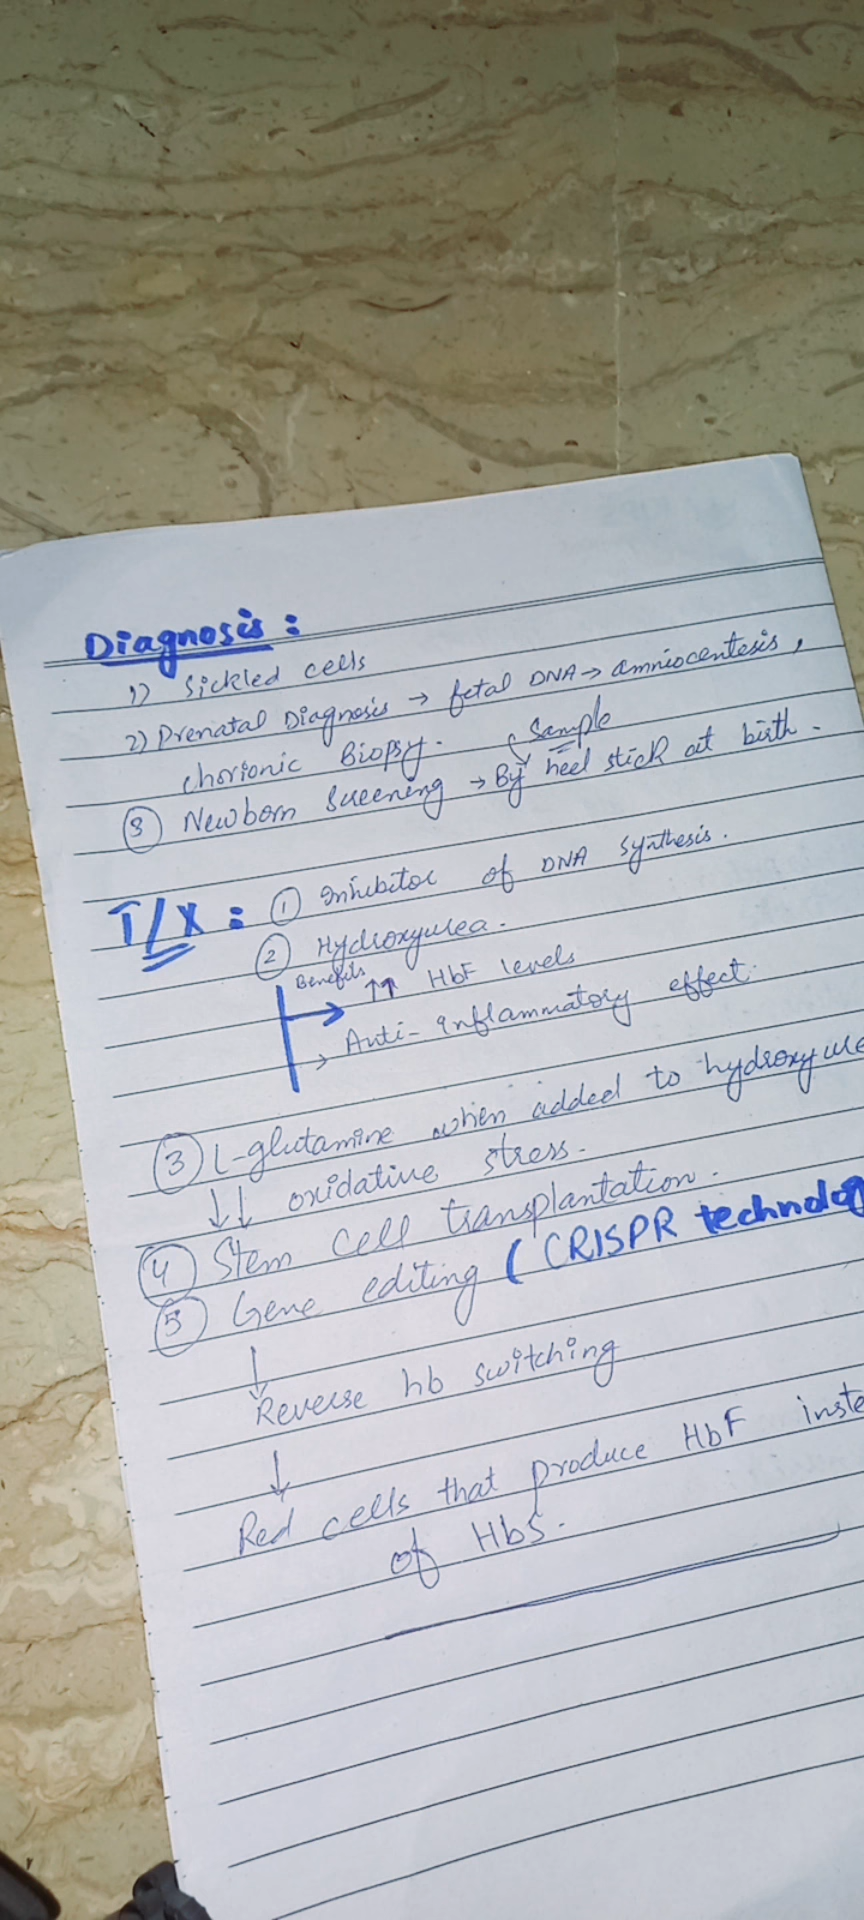 Diagnosis:
1) Sickled cells
2) Prenatal Diagnosis → fetal DNA → amniocentesis,
chorionic Biopsy.
Sample
③ Newborn Screening → By heel stick at birth.
T/X: ① Inhibitor of DNA synthesis.
② Hydroxyurea.
Benefits
→ ↑↑ HbF levels
→ Anti-inflammatory effect.
③ L-glutamine when added to hydroxyure
↓↓ oxidative stress.
④ Stem cell transplantation.
⑤ Gene editing (CRISPR technolog
↓
Reverse hb switching
↓
Red cells that produce HbF inste
of HbS.